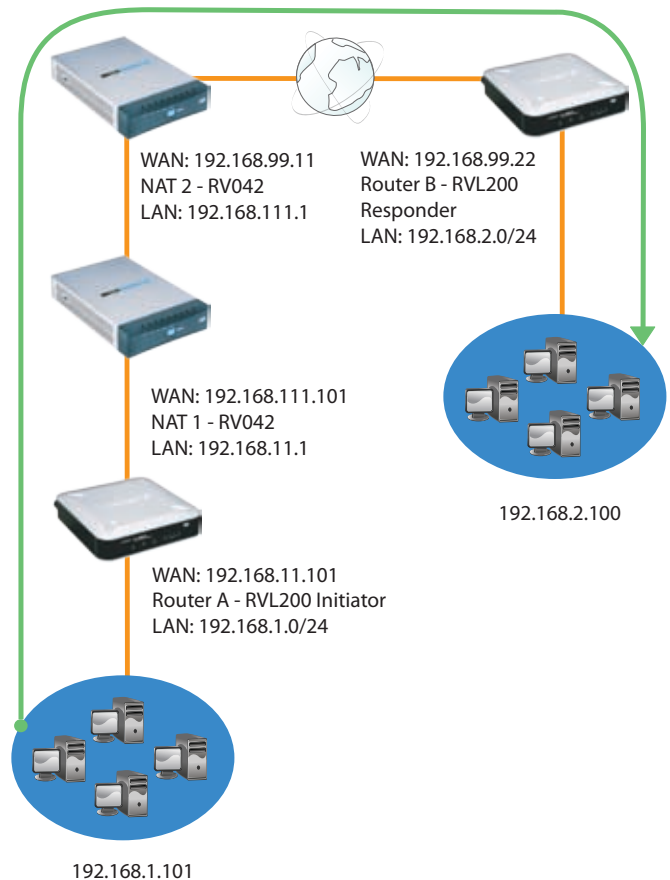 WAN: 192.168.99.11
NAT 2 - RV042
LAN: 192.168.111.1
WAN: 192.168.99.22
Router B - RVL200
Responder
LAN: 192.168.2.0/24
WAN: 192.168.111.101
NAT 1 - RV042
LAN: 192.168.11.1
192.168.2.100
WAN: 192.168.11.101
Router A - RVL200 Initiator
LAN: 192.168.1.0/24
192.168.1.101